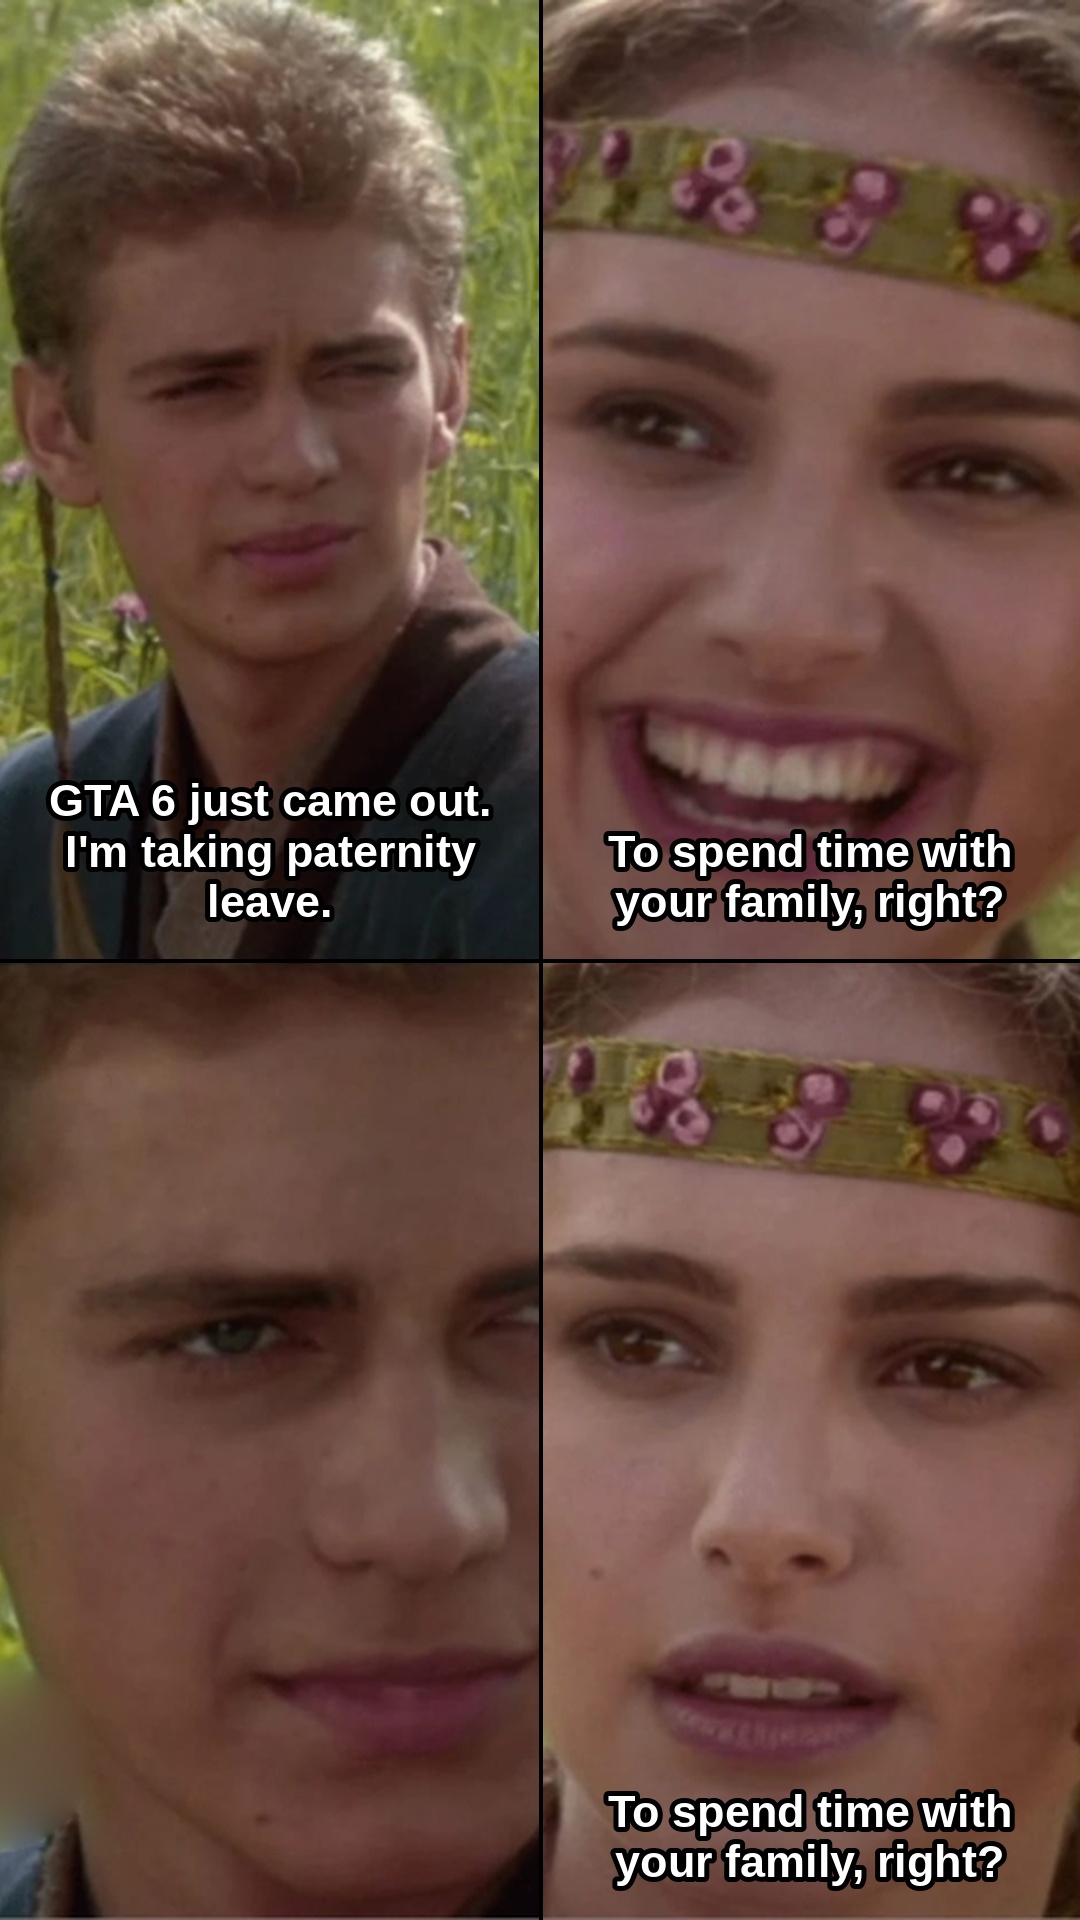 GTA 6 just came out.
I'm taking paternity
leave.
To spend time with
your family, right?
To spend time with
your family, right?